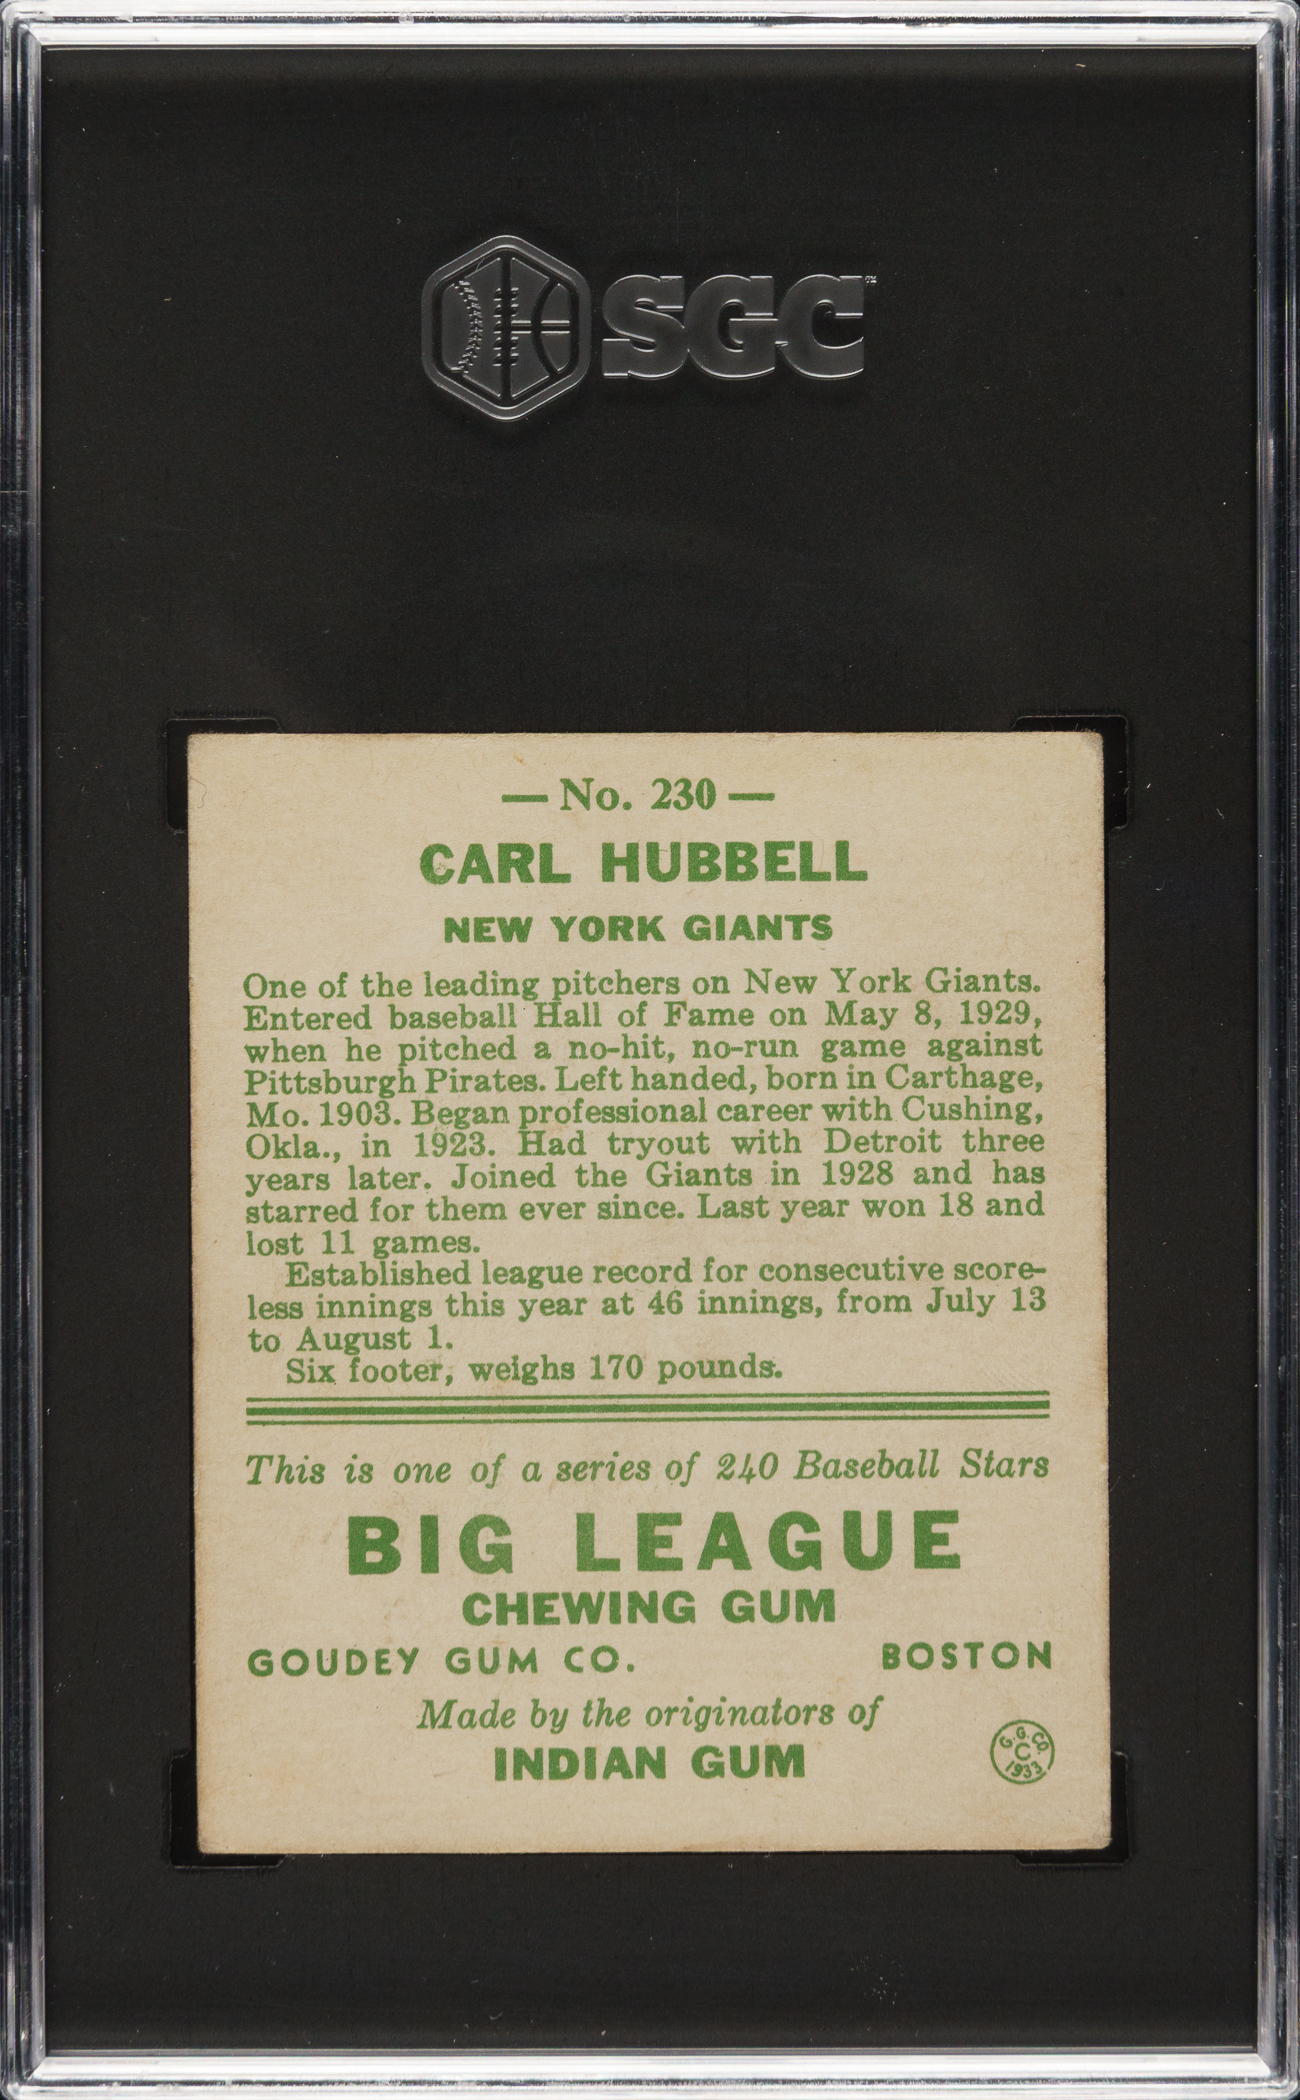 SGC
— No. 230 —
CARL HUBBELL
NEW YORK GIANTS
One of the leading pitchers on New York Giants.
Entered baseball Hall of Fame on May 8, 1929,
when he pitched a no-hit, no-run game against
Pittsburgh Pirates. Left handed, born in Carthage,
Mo. 1903. Began professional career with Cushing,
Okla., in 1923. Had tryout with Detroit three
years later. Joined the Giants in 1928 and has
starred for them ever since. Last year won 18 and
lost 11 games.
Established league record for consecutive score-
less innings this year at 46 innings, from July 13
to August 1.
Six footer, weighs 170 pounds.
This is one of a series of 240 Baseball Stars
BIG LEAGUE
CHEWING GUM
GOUDEY GUM CO. BOSTON
Made by the originators of
INDIAN GUM
G. G. CO.
C
1933